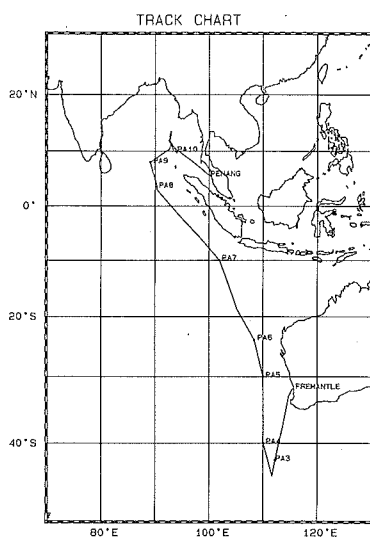 TRACK CHART
20°N
PA10
PA9
PENANG
PA8
0°
PA7
20°S
PA6
PA5
FREMANTLE
40°S
PA4
PA3
80°E
100°E
120°E